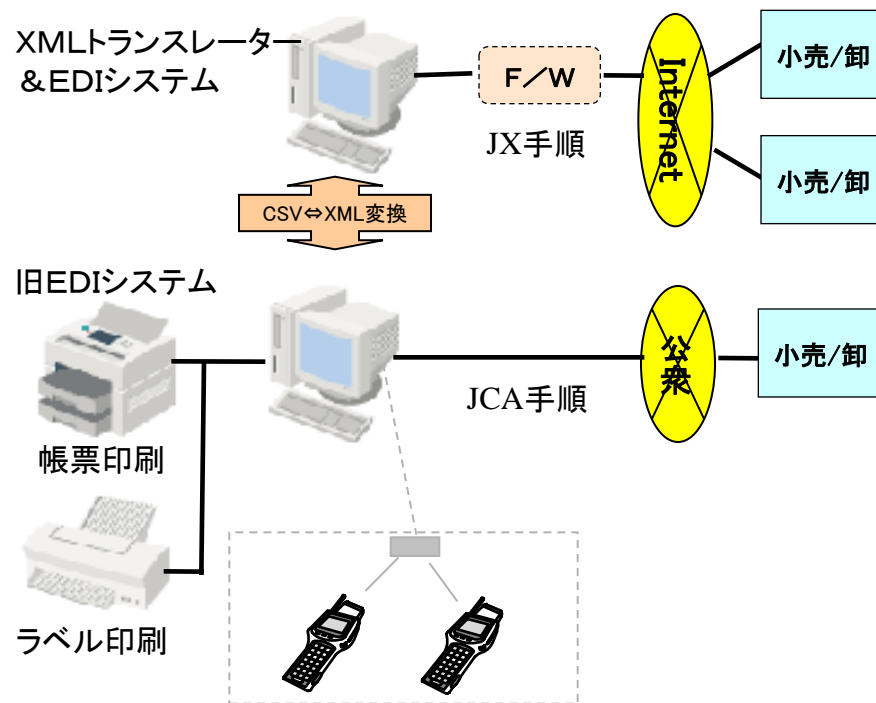 XMLトランスレーター
＆EDIシステム
F／W
JX手順
Internet
小売/卸
小売/卸
CSV⇔XML変換
旧EDIシステム
JCA手順
公衆
小売/卸
帳票印刷
ラベル印刷